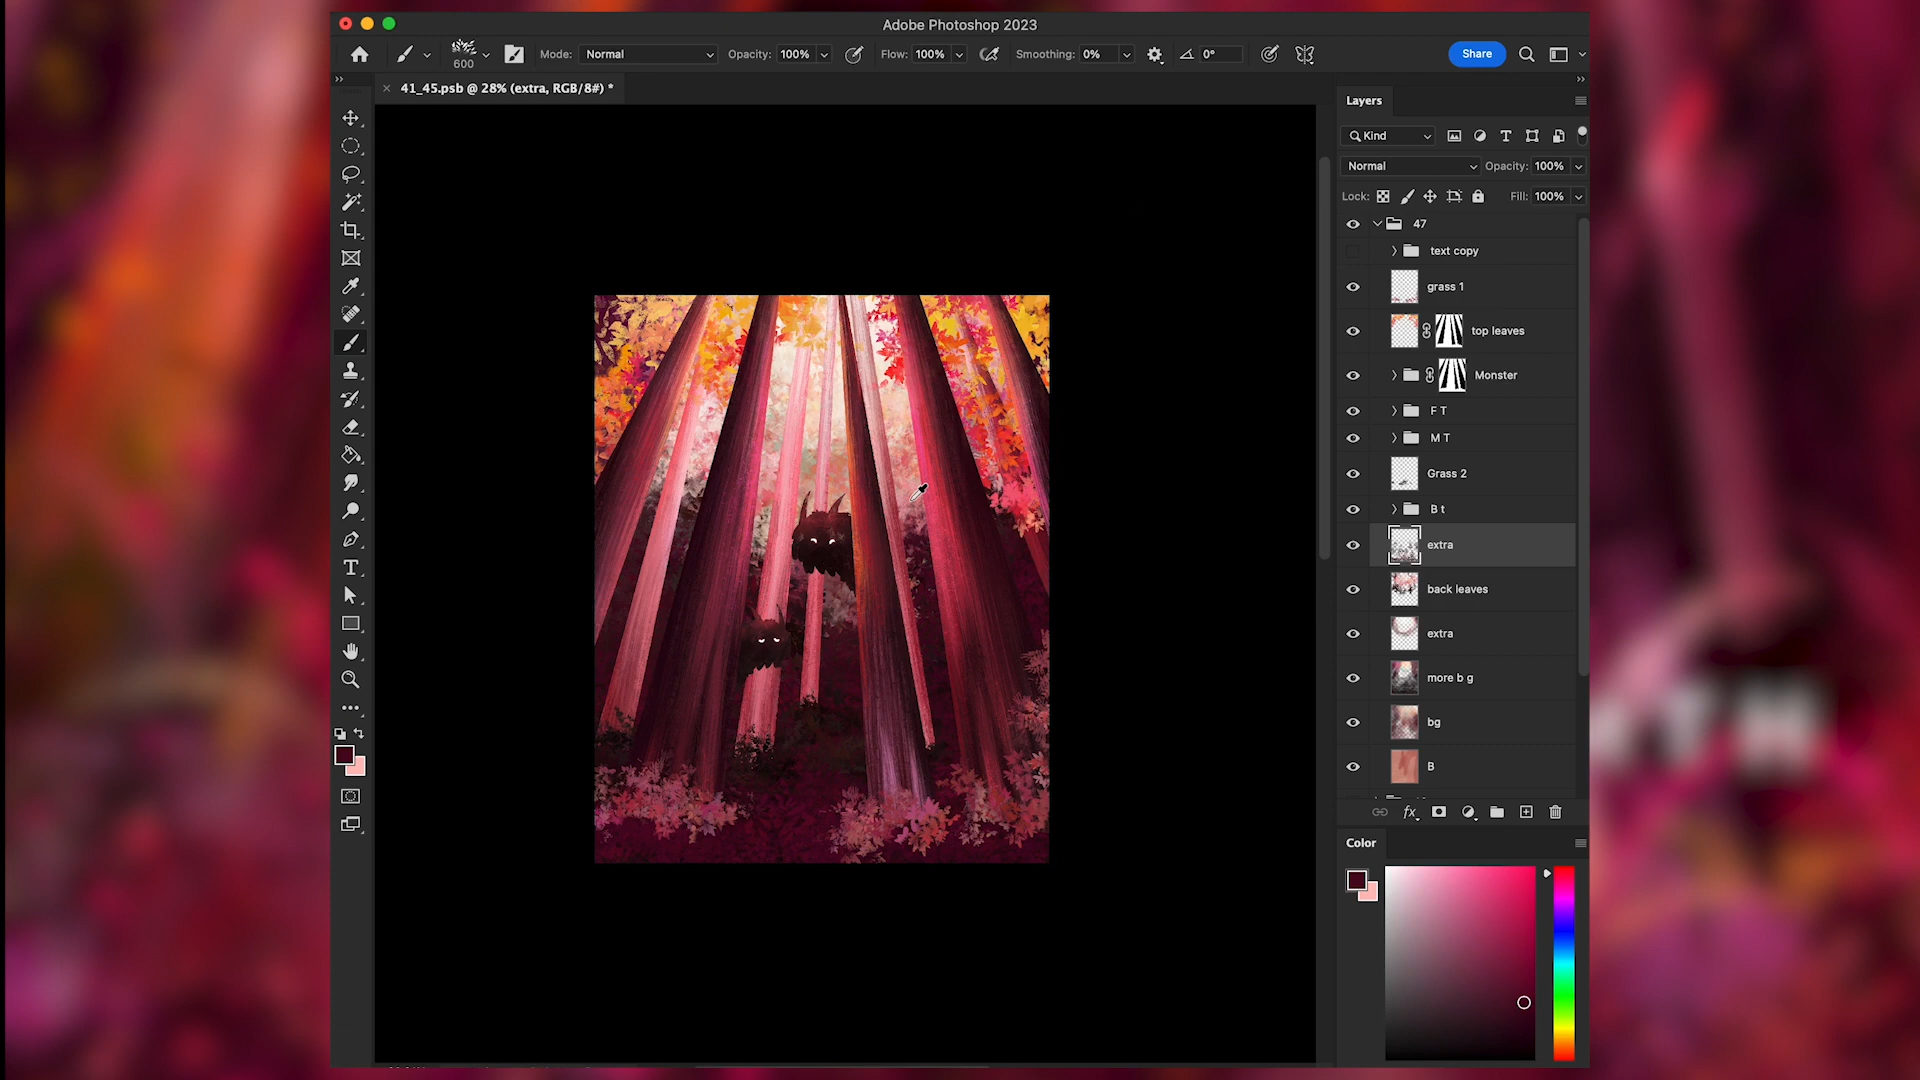 Adobe Photoshop 2023
600
Mode: Normal
Opacity: 100%
Flow: 100%
Smoothing: 0%
0°
Share
41_45.psb @ 28% (extra, RGB/8#) *
Layers
Kind
Normal
Opacity: 100%
Lock:
Fill: 100%
47
text copy
grass 1
top leaves
Monster
F T
M T
Grass 2
B t
extra
back leaves
extra
more b g
bg
B
fx
Color